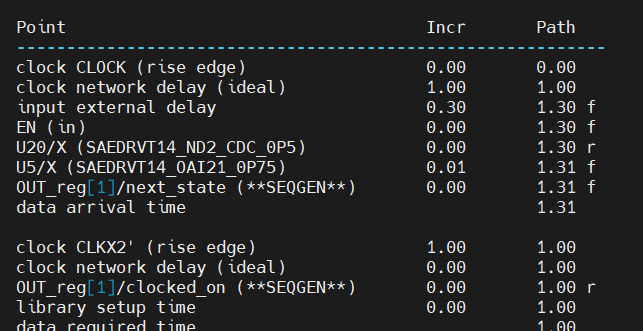 Point Incr Path
clock CLOCK (rise edge) 0.00 0.00
clock network delay (ideal) 1.00 1.00
input external delay 0.30 1.30 f
EN (in) 0.00 1.30 f
U20/X (SAEDRVT14_ND2_CDC_0P5) 0.00 1.30 r
U5/X (SAEDRVT14_OAI21_0P75) 0.01 1.31 f
OUT_reg[1]/next_state (**SEQGEN**) 0.00 1.31 f
data arrival time 1.31
clock CLKX2' (rise edge) 1.00 1.00
clock network delay (ideal) 0.00 1.00
OUT_reg[1]/clocked_on (**SEQGEN**) 0.00 1.00 r
library setup time 0.00 1.00
data required time 1.00